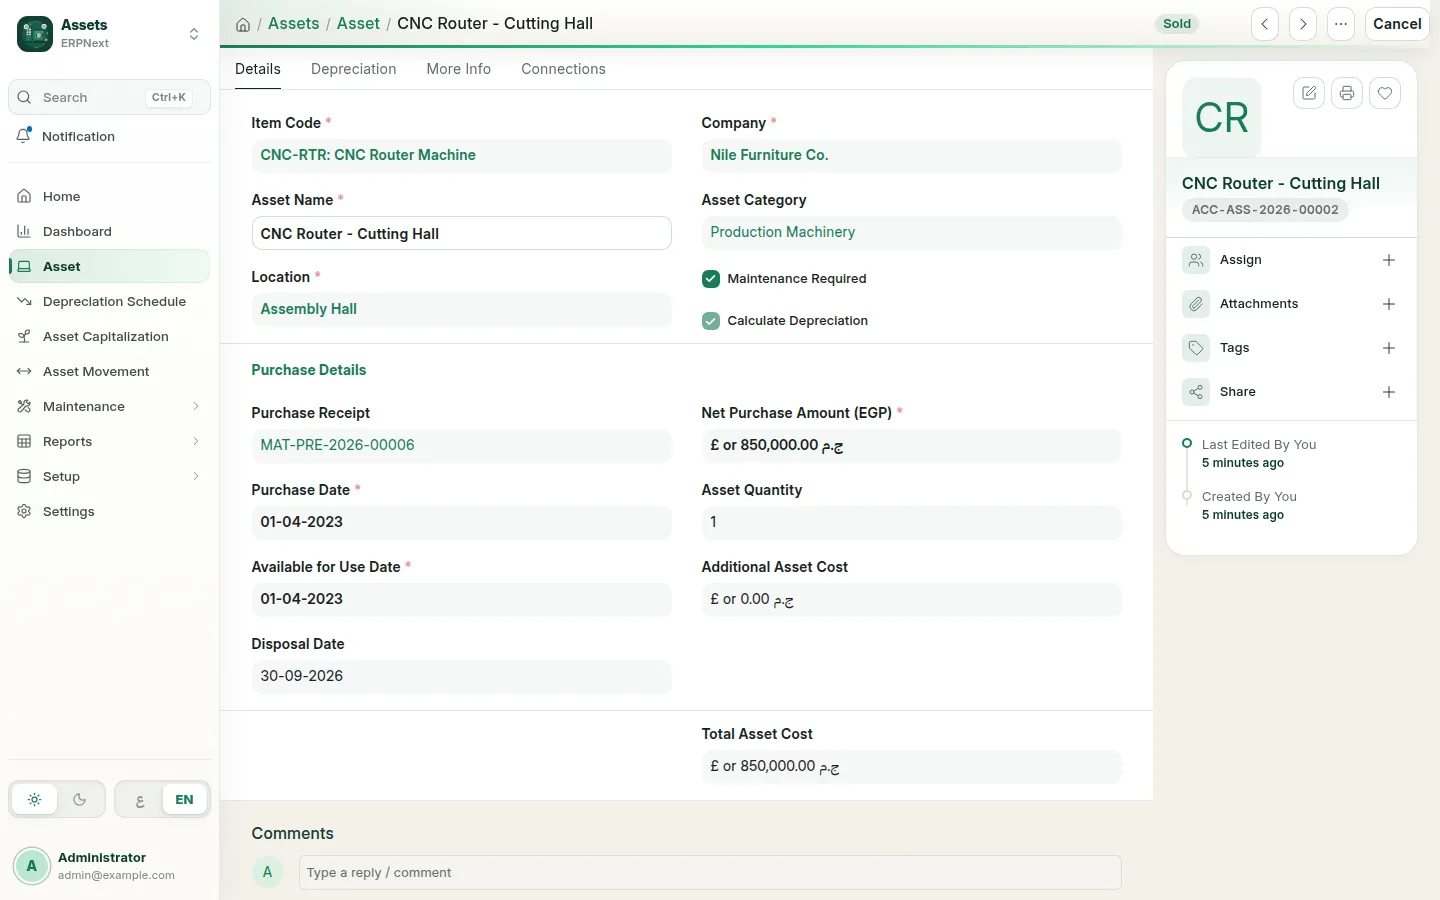 Assets
ERPNext
Search
Ctrl+K
Notification
Home
Dashboard
Asset
Depreciation Schedule
Asset Capitalization
Asset Movement
Maintenance
Reports
Setup
Settings
ع
EN
A
Administrator
admin@example.com
/ Assets / Asset / CNC Router - Cutting Hall
Sold
Cancel
Details
Depreciation
More Info
Connections
Item Code *
CNC-RTR: CNC Router Machine
Company *
Nile Furniture Co.
Asset Name *
CNC Router - Cutting Hall
Asset Category
Production Machinery
Location *
Assembly Hall
Maintenance Required
Calculate Depreciation
Purchase Details
Purchase Receipt
MAT-PRE-2026-00006
Net Purchase Amount (EGP) *
£ or 850,000.00 ج.م
Purchase Date *
01-04-2023
Asset Quantity
1
Available for Use Date *
01-04-2023
Additional Asset Cost
£ or 0.00 ج.م
Disposal Date
30-09-2026
Total Asset Cost
£ or 850,000.00 ج.م
Comments
A
Type a reply / comment
CR
CNC Router - Cutting Hall
ACC-ASS-2026-00002
Assign
Attachments
Tags
Share
Last Edited By You
5 minutes ago
Created By You
5 minutes ago